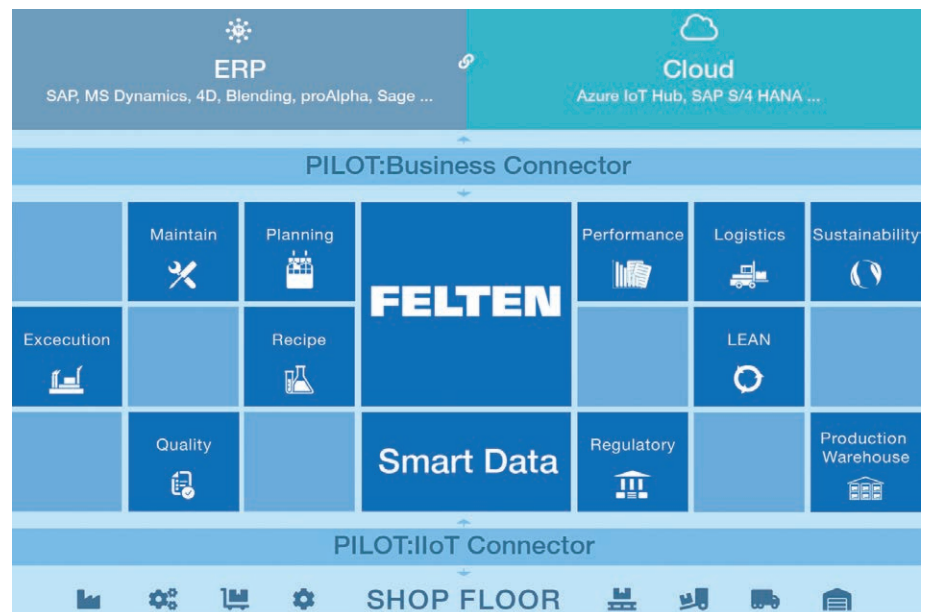 ERP
SAP, MS Dynamics, 4D, Blending, proAlpha, Sage ...
Cloud
Azure IoT Hub, SAP S/4 HANA ...
PILOT:Business Connector
Maintain
Planning
FELTEN
Performance
Logistics
Sustainability
Excecution
Recipe
LEAN
Quality
Smart Data
Regulatory
Production
Warehouse
PILOT:IIoT Connector
SHOP FLOOR